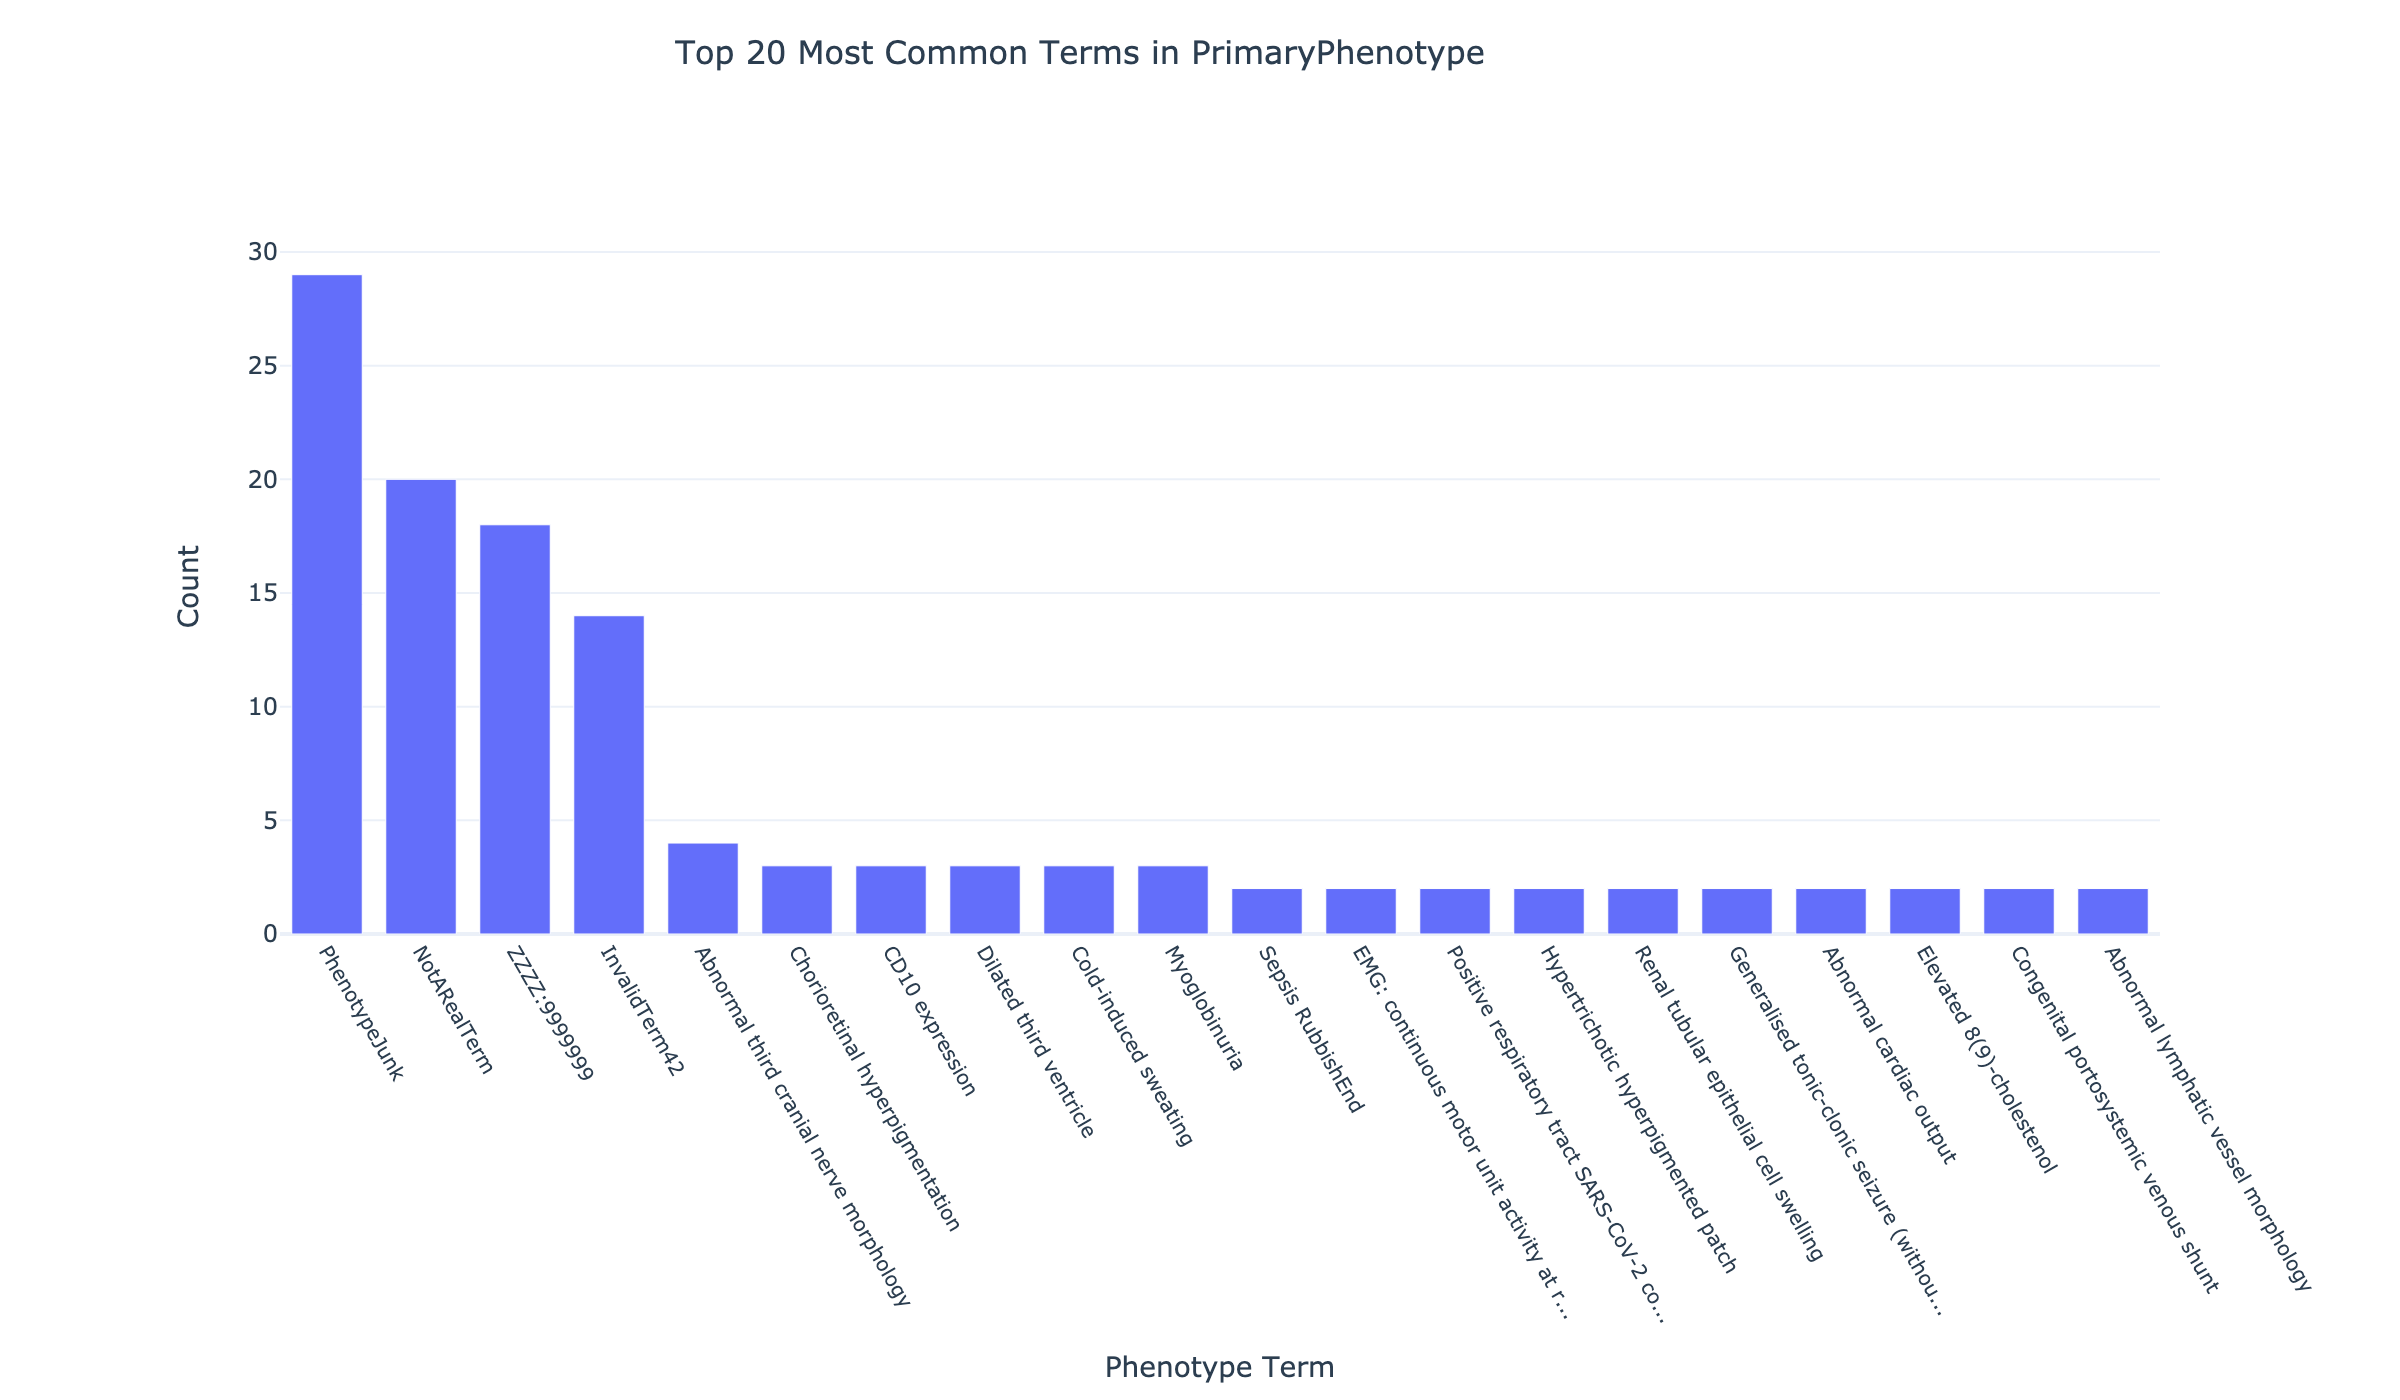 Top 20 Most Common Terms in PrimaryPhenotype
30
25
20
15
10
5
0
Count
PhenotypeJunk
NotARealTerm
ZZZZ:9999999
InvalidTerm42
Abnormal third cranial nerve morphology
Chorioretinal hyperpigmentation
CD10 expression
Dilated third ventricle
Cold-induced sweating
Myoglobinuria
Sepsis RubbishEnd
EMG: continuous motor unit activity at r...
Positive respiratory tract SARS-CoV-2 co...
Hypertrichotic hyperpigmented patch
Renal tubular epithelial cell swelling
Generalised tonic-clonic seizure (withou...
Abnormal cardiac output
Elevated 8(9)-cholestenol
Congenital portosystemic venous shunt
Abnormal lymphatic vessel morphology
Phenotype Term